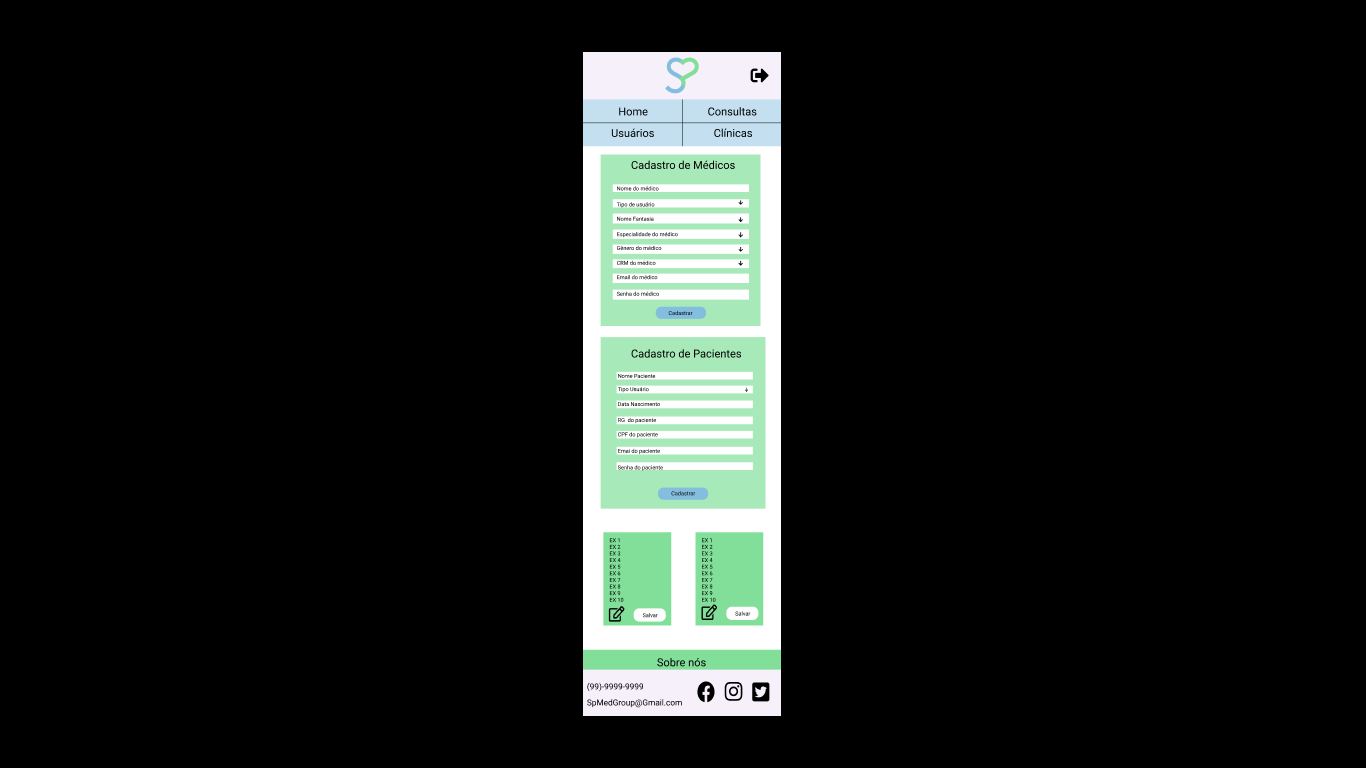 Home Consultas
Usuários Clínicas
Cadastro de Médicos
Nome do médico
Tipo de usuário
Nome Fantasia
Especialidade do médico
Gênero do médico
CRM do médico
Email do médico
Senha do médico
Cadastrar
Cadastro de Pacientes
Nome Paciente
Tipo Usuário
Data Nascimento
RG  do paciente
CPF do paciente
Emai do paciente
Senha do paciente
Cadastrar
EX 1
EX 2
EX 3
EX 4
EX 5
EX 6
EX 7
EX 8
EX 9
EX 10
Salvar
EX 1
EX 2
EX 3
EX 4
EX 5
EX 6
EX 7
EX 8
EX 9
EX 10
Salvar
Sobre nós
(99)-9999-9999
SpMedGroup@Gmail.com